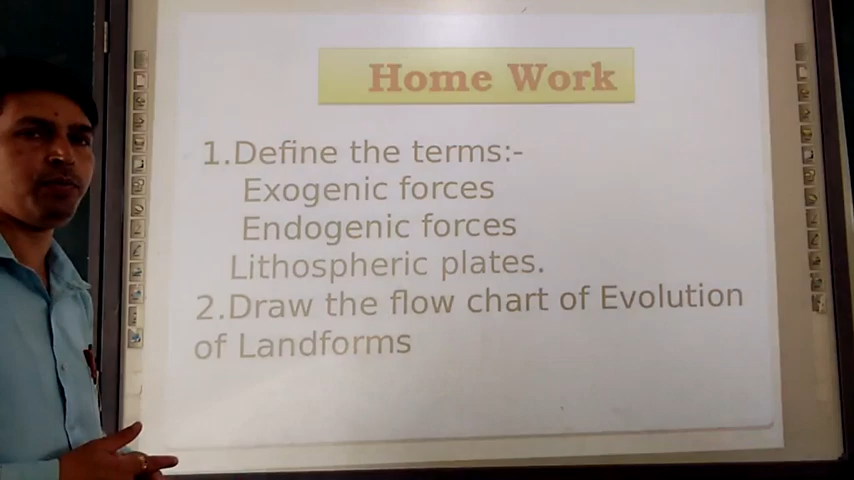 Home Work
1.Define the terms:-
Exogenic forces
Endogenic forces
Lithospheric plates.
2.Draw the flow chart of Evolution
of Landforms